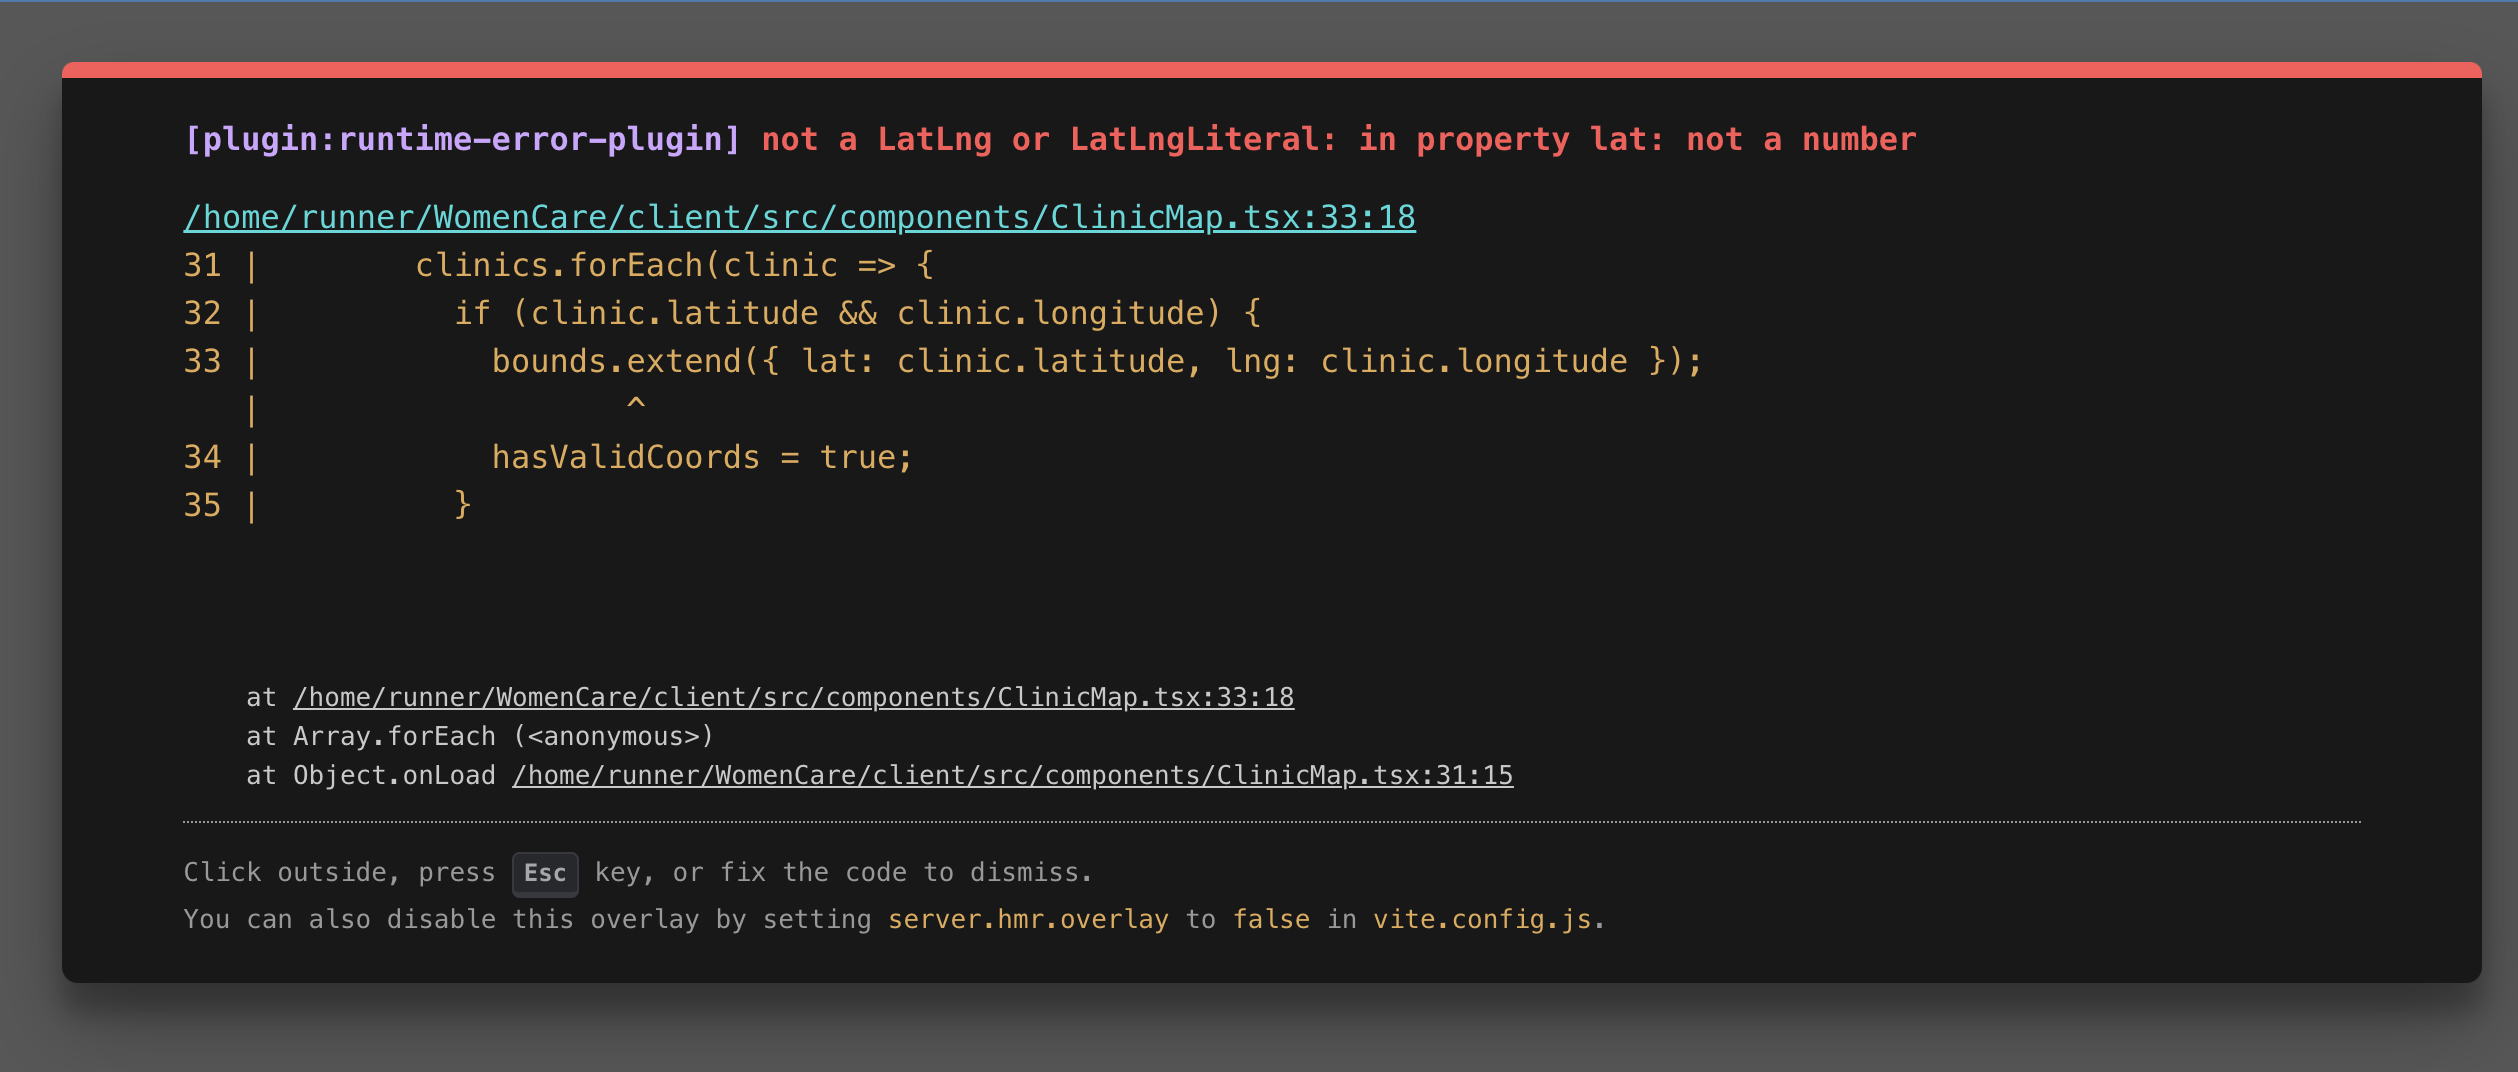 [plugin:runtime-error-plugin] not a LatLng or LatLngLiteral: in property lat: not a number
/home/runner/WomenCare/client/src/components/ClinicMap.tsx:33:18
31 |        clinics.forEach(clinic => {
32 |          if (clinic.latitude && clinic.longitude) {
33 |            bounds.extend({ lat: clinic.latitude, lng: clinic.longitude });
   |                   ^
34 |            hasValidCoords = true;
35 |          }
at /home/runner/WomenCare/client/src/components/ClinicMap.tsx:33:18
at Array.forEach (<anonymous>)
at Object.onLoad /home/runner/WomenCare/client/src/components/ClinicMap.tsx:31:15
Click outside, press Esc key, or fix the code to dismiss.
You can also disable this overlay by setting server.hmr.overlay to false in vite.config.js.